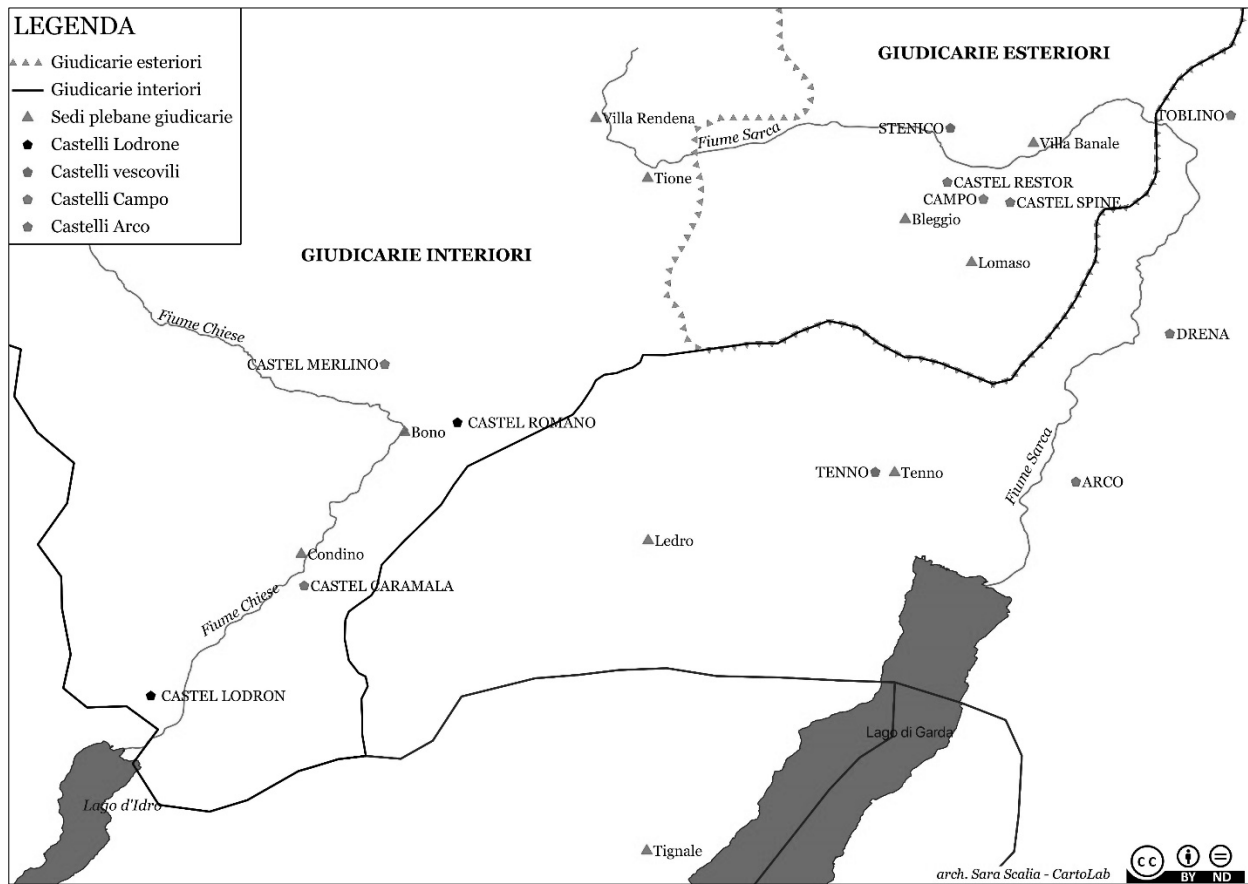 LEGENDA
Giudicarie esteriori
Giudicarie interiori
Sedi plebane giudicarie
Castelli Lodrone
Castelli vescovili
Castelli Campo
Castelli Arco
GIUDICARIE ESTERIORI
Villa Rendena
Fiume Sarca
STENICO
TOBLINO
Villa Banale
Tione
CASTEL RESTOR
CAMPO
CASTEL SPINE
Bleggio
GIUDICARIE INTERIORI
Lomaso
Fiume Chiese
DRENA
CASTEL MERLINO
CASTEL ROMANO
Bono
Fiume Sarca
TENNO
Tenno
ARCO
Ledro
Condino
CASTEL CARAMALA
Fiume Chiese
CASTEL LODRON
Lago di Garda
Lago d'Idro
Tignale
arch. Sara Scalia - CartoLab
cc
BY ND